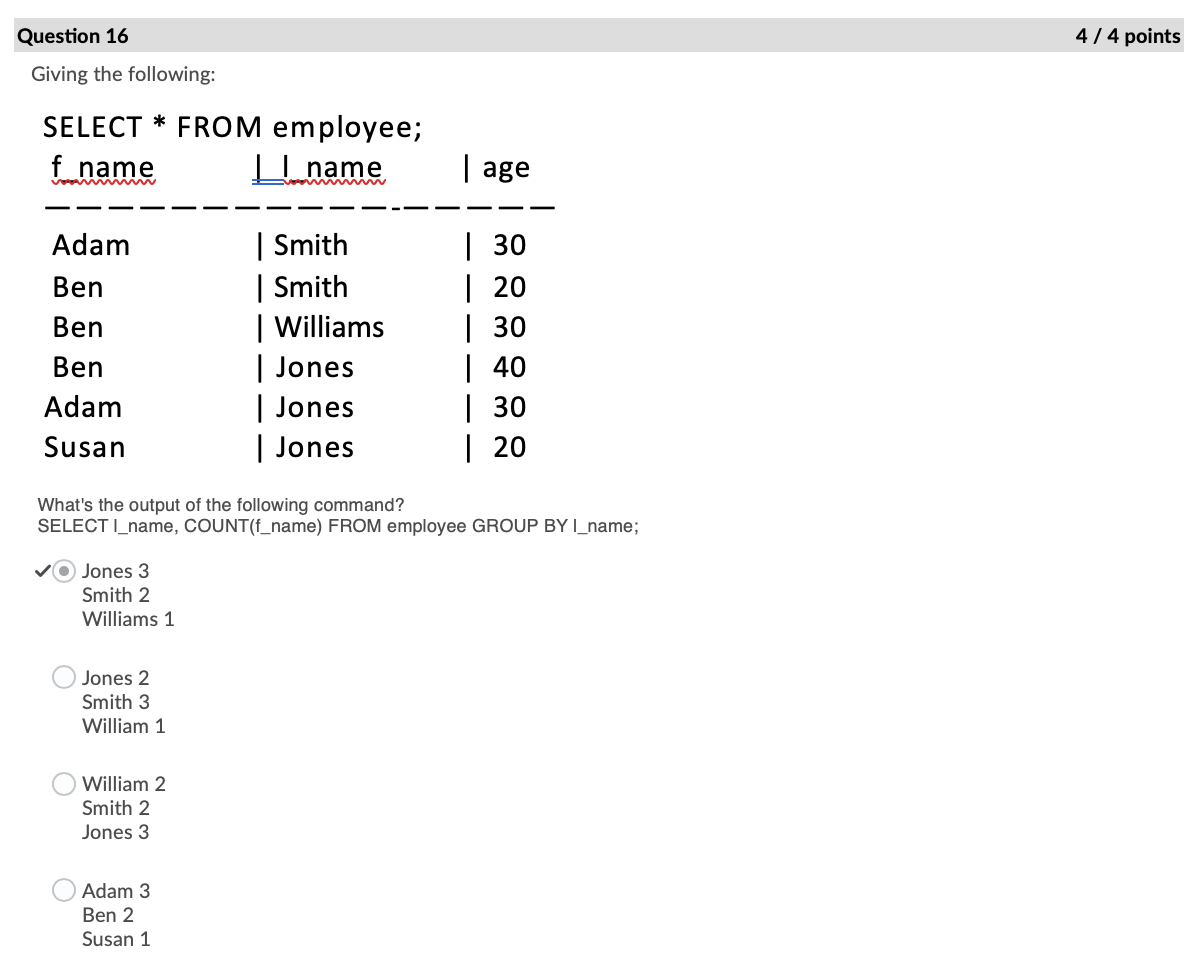 Question 16 4 / 4 points
Giving the following:
SELECT * FROM employee;
f_name | l_name | age
— — — — — — — — — — —-— — — — —
Adam | Smith | 30
Ben | Smith | 20
Ben | Williams | 30
Ben | Jones | 40
Adam | Jones | 30
Susan | Jones | 20
What's the output of the following command?
SELECT l_name, COUNT(f_name) FROM employee GROUP BY l_name;
Jones 3
Smith 2
Williams 1
Jones 2
Smith 3
William 1
William 2
Smith 2
Jones 3
Adam 3
Ben 2
Susan 1